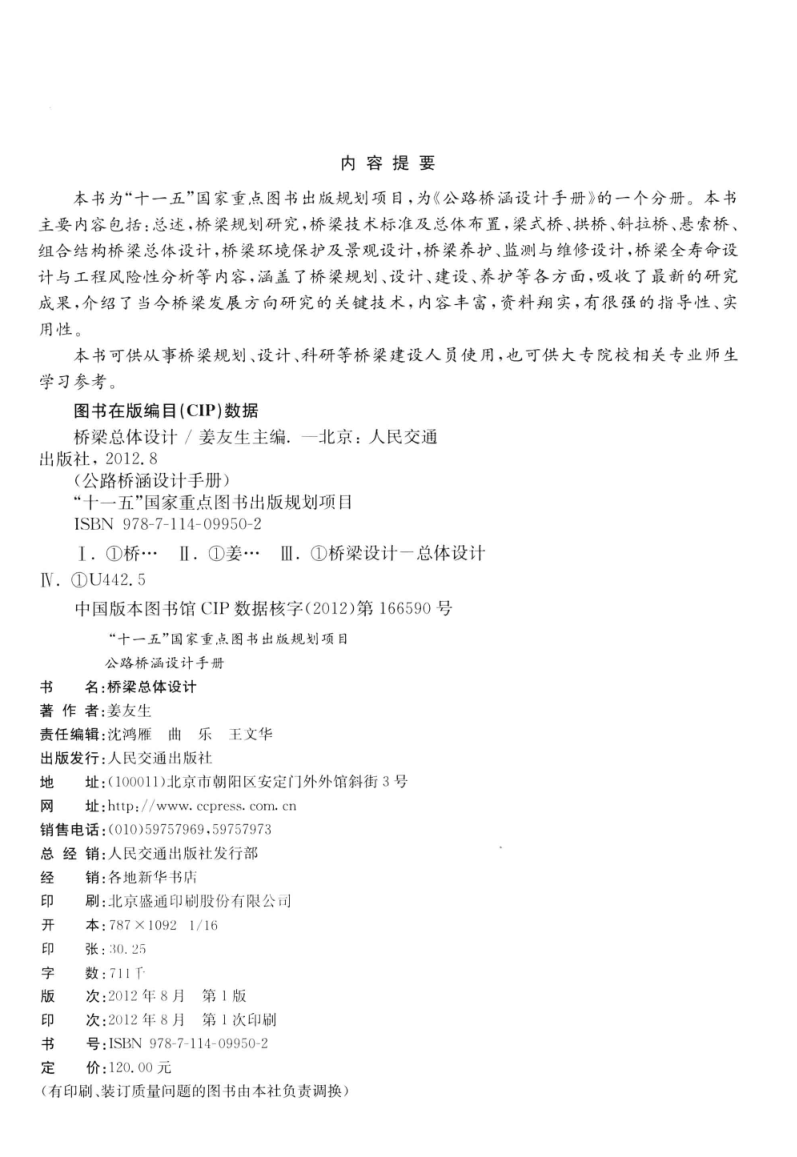 内 容 提 要
本书为“十一五”国家重点图书出版规划项目,为《公路桥涵设计手册》的一个分册。本书
主要内容包括:总述,桥梁规划研究,桥梁技术标准及总体布置,梁式桥、拱桥、斜拉桥、悬索桥、
组合结构桥梁总体设计,桥梁环境保护及景观设计,桥梁养护、监测与维修设计,桥梁全寿命设
计与工程风险性分析等内容,涵盖了桥梁规划、设计、建设、养护等各方面,吸收了最新的研究
成果,介绍了当今桥梁发展方向研究的关键技术,内容丰富,资料翔实,有很强的指导性、实
用性。
本书可供从事桥梁规划、设计、科研等桥梁建设人员使用,也可供大专院校相关专业师生
学习参考。
图书在版编目(CIP)数据
桥梁总体设计 / 姜友生主编. —北京: 人民交通
出版社, 2012.8
(公路桥涵设计手册)
“十一五”国家重点图书出版规划项目
ISBN 978-7-114-09950-2
Ⅰ. ①桥… Ⅱ. ①姜… Ⅲ. ①桥梁设计—总体设计
Ⅳ. ①U442.5
中国版本图书馆 CIP 数据核字(2012)第 166590 号
“十一五”国家重点图书出版规划项目
公路桥涵设计手册
书 名:桥梁总体设计
著 作 者:姜友生
责任编辑:沈鸿雁 曲 乐 王文华
出版发行:人民交通出版社
地 址:(100011)北京市朝阳区安定门外外馆斜街 3 号
网 址:http://www.ccpress.com.cn
销售电话:(010)59757969,59757973
总 经 销:人民交通出版社发行部
经 销:各地新华书店
印 刷:北京盛通印刷股份有限公司
开 本:787×1092 1/16
印 张:30.25
字 数:711千
版 次:2012 年 8 月 第 1 版
印 次:2012 年 8 月 第 1 次印刷
书 号:ISBN 978-7-114-09950-2
定 价:120.00 元
(有印刷、装订质量问题的图书由本社负责调换)